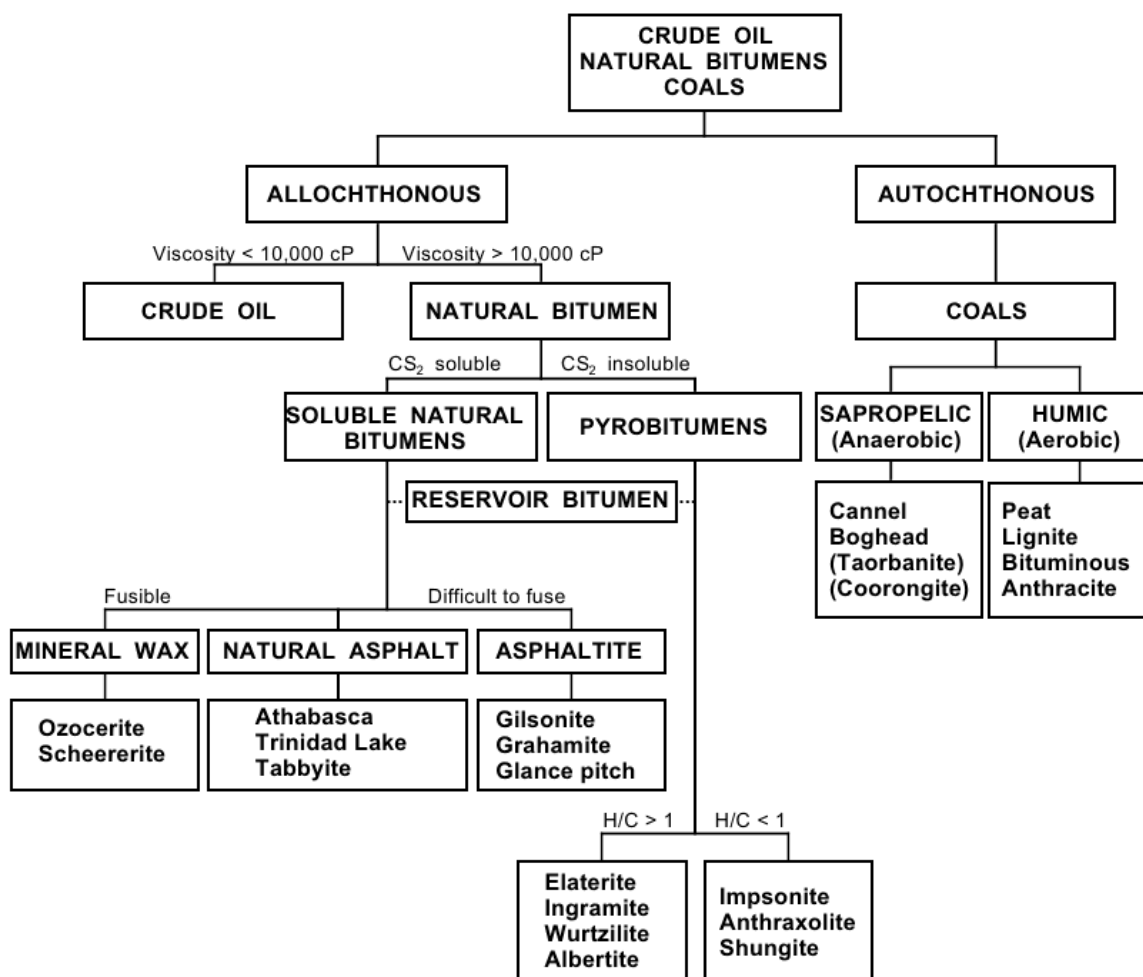 CRUDE OIL
NATURAL BITUMENS
COALS
ALLOCHTHONOUS
AUTOCHTHONOUS
Viscosity < 10,000 cP
Viscosity > 10,000 cP
CRUDE OIL
NATURAL BITUMEN
COALS
CS₂ soluble
CS₂ insoluble
SOLUBLE NATURAL
BITUMENS
PYROBITUMENS
SAPROPELIC
(Anaerobic)
HUMIC
(Aerobic)
RESERVOIR BITUMEN
Cannel
Boghead
(Taorbanite)
(Coorongite)
Peat
Lignite
Bituminous
Anthracite
Fusible
Difficult to fuse
MINERAL WAX
NATURAL ASPHALT
ASPHALTITE
Ozocerite
Scheererite
Athabasca
Trinidad Lake
Tabbyite
Gilsonite
Grahamite
Glance pitch
H/C > 1
H/C < 1
Elaterite
Ingramite
Wurtzilite
Albertite
Impsonite
Anthraxolite
Shungite